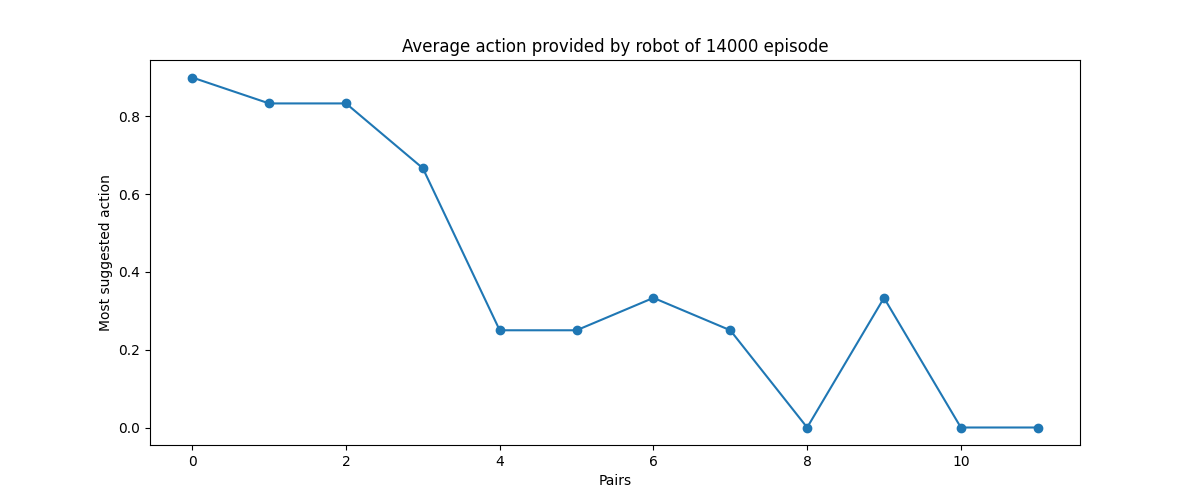 Average action provided by robot of 14000 episode
Most suggested action
0.8
0.6
0.4
0.2
0.0
0 2 4 6 8 10
Pairs